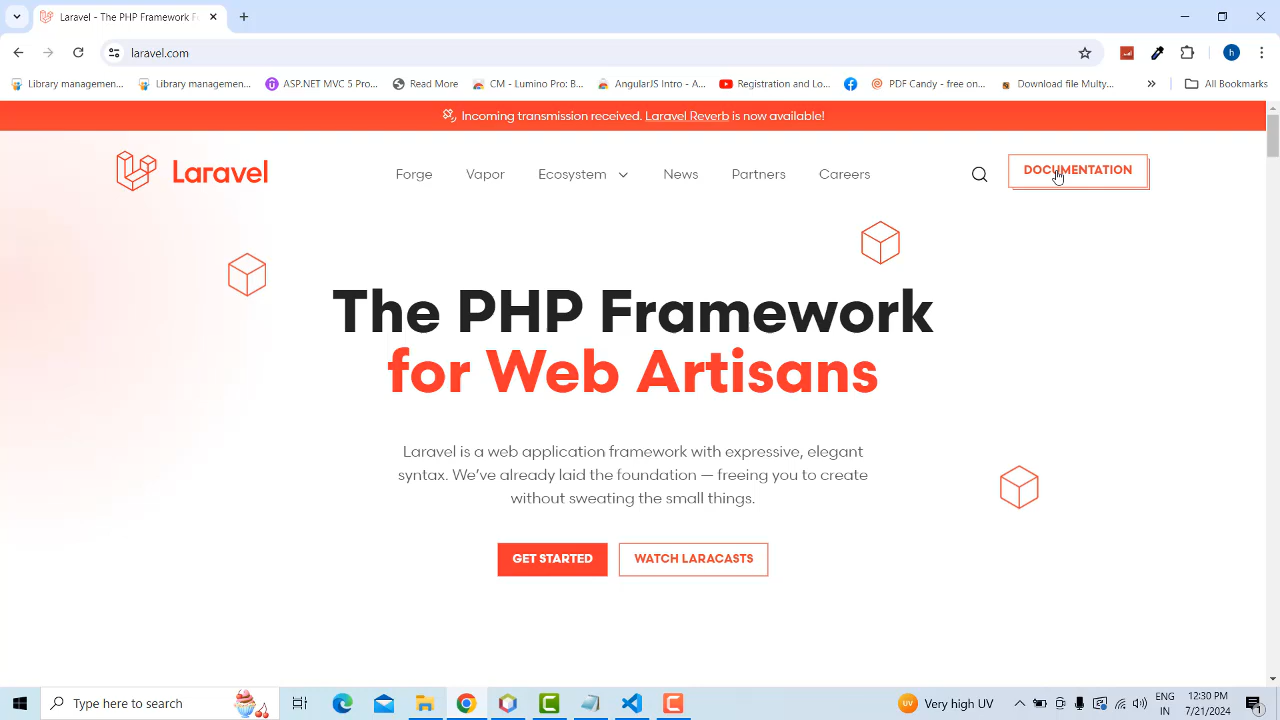 Laravel - The PHP Framework For
laravel.com
Library management...
Library management...
ASP.NET MVC 5 Pro...
Read More
CM - Lumino Pro: B...
AngularJS Intro - A...
Registration and Lo...
PDF Candy - free on...
Document file Multy...
All Bookmarks
Incoming transmission received. Laravel Reverb is now available!
Laravel
Forge
Vapor
Ecosystem
News
Partners
Careers
DOCUMENTATION
The PHP Framework
for Web Artisans
Laravel is a web application framework with expressive, elegant
syntax. We've already laid the foundation — freeing you to create
without sweating the small things.
GET STARTED
WATCH LARACASTS
Type here to search
UV
Very high UV
ENG
IN
12:30 PM
7/21/2024